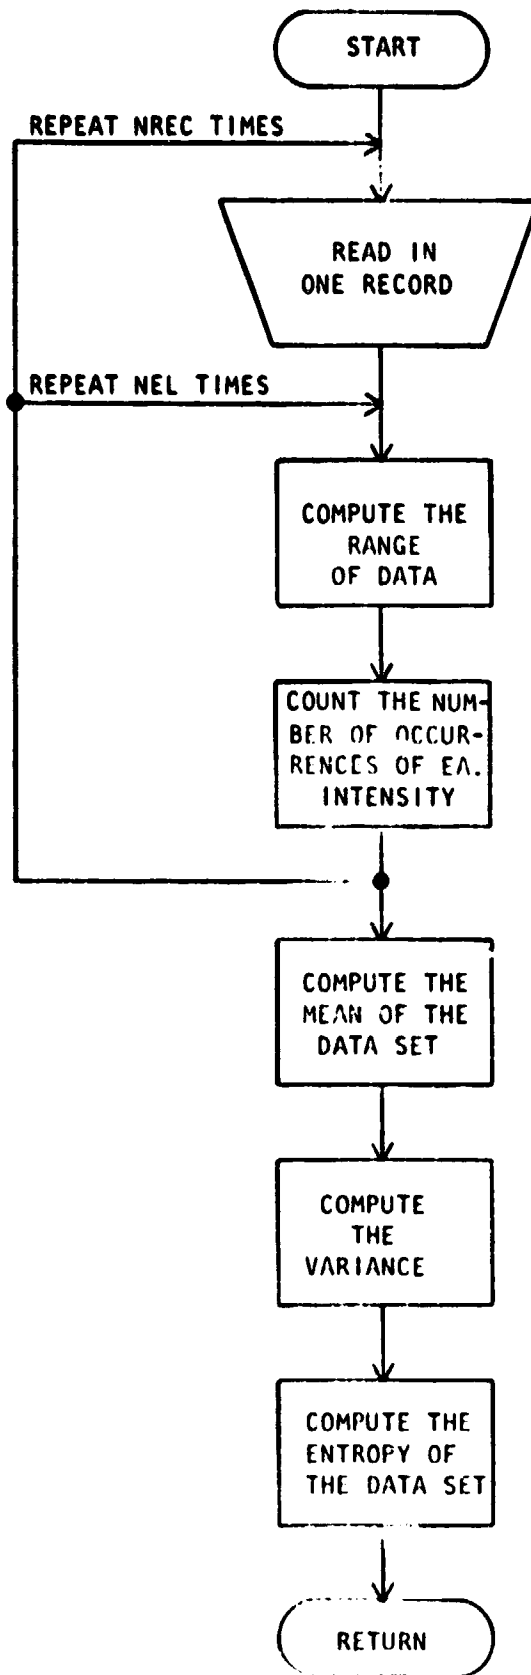 START
REPEAT NREC TIMES
READ IN
ONE RECORD
REPEAT NEL TIMES
COMPUTE THE
RANGE
OF DATA
COUNT THE NUM-
BER OF OCCUR-
RENCES OF EA.
INTENSITY
COMPUTE THE
MEAN OF THE
DATA SET
COMPUTE
THE
VARIANCE
COMPUTE THE
ENTROPY OF
THE DATA SET
RETURN